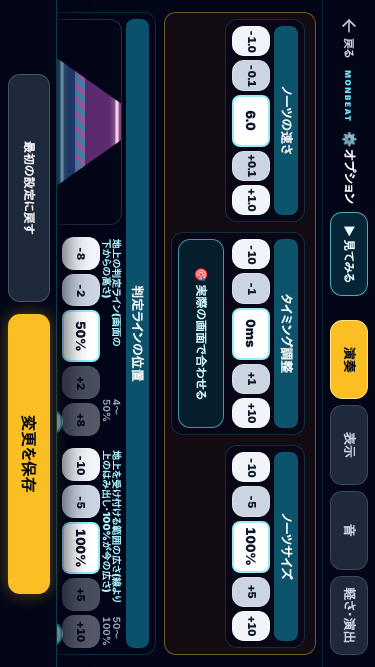 ← 戻る MONBEAT ⚙️ オプション ▶ 見てみる 演奏 表示 音 軽さ・演出
ノーツの速さ
-1.0 -0.1 6.0 +0.1 +1.0
タイミング調整
-10 -1 0ms +1 +10
🎯 実際の画面で合わせる
ノーツサイズ
-10 -5 100% +5 +10
判定ラインの位置
地上の判定ライン(画面の
下からの高さ)
4〜
50%
-8 -2 50% +2 +8
地上を受け付ける範囲の広さ(線より
上のはみ出し・100%が今の広さ)
50〜
100%
-10 -5 100% +5 +10
最初の設定に戻す 変更を保存